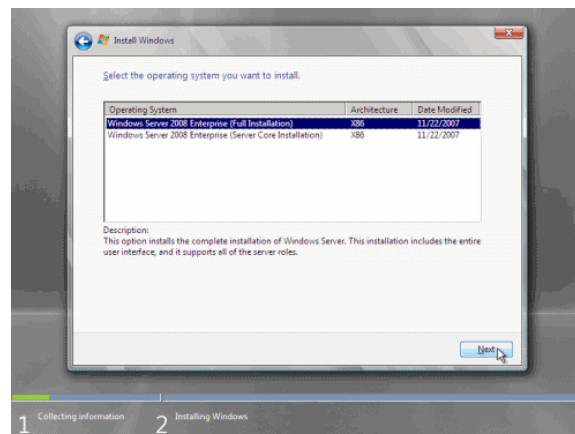 Install Windows
Select the operating system you want to install.
Operating System Architecture Date Modified
Windows Server 2008 Enterprise (Full Installation) X86 11/22/2007
Windows Server 2008 Enterprise (Server Core Installation) X86 11/22/2007
Description:
This option installs the complete installation of Windows Server. This installation includes the entire
user interface, and it supports all of the server roles.
Next
1 Collecting information 2 Installing Windows